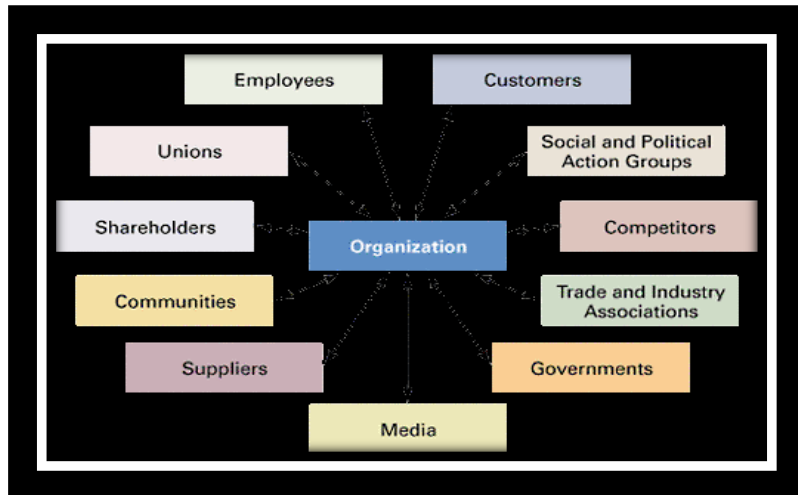 Employees
Customers
Unions
Social and Political
Action Groups
Shareholders
Organization
Competitors
Communities
Trade and Industry
Associations
Suppliers
Governments
Media